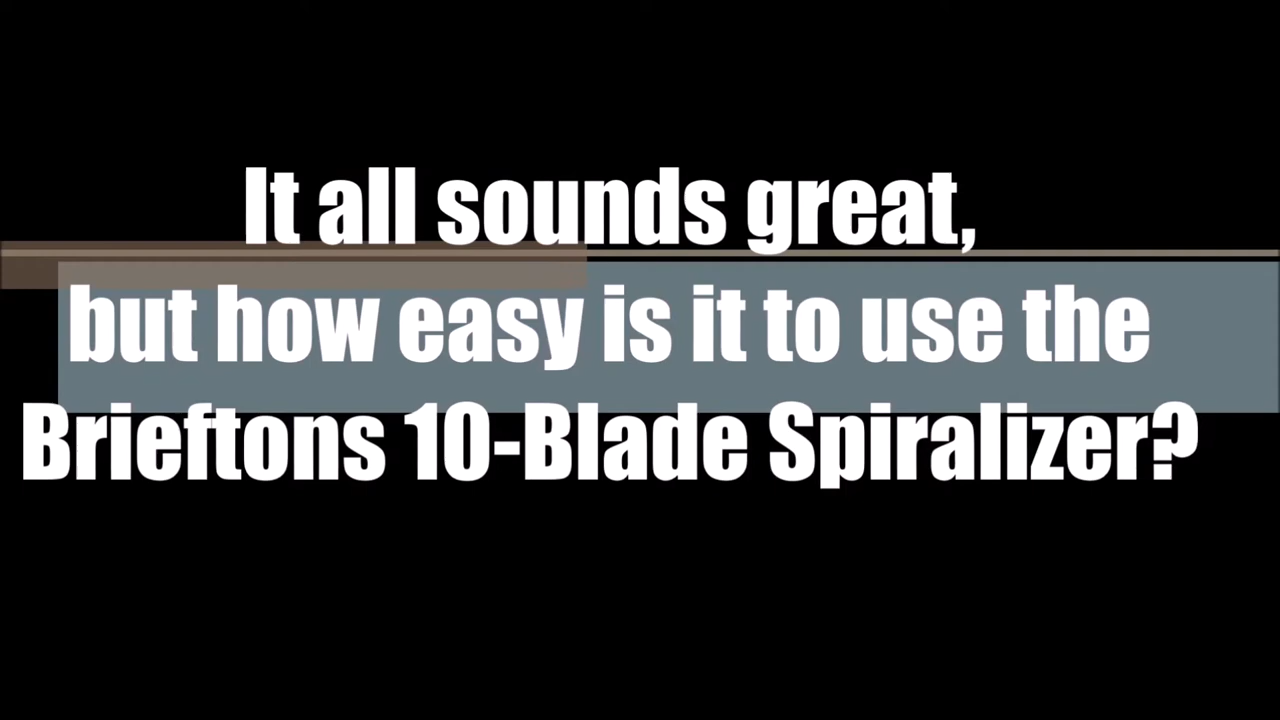 It all sounds great,
but how easy is it to use the
Brieftons 10-Blade Spiralizer?